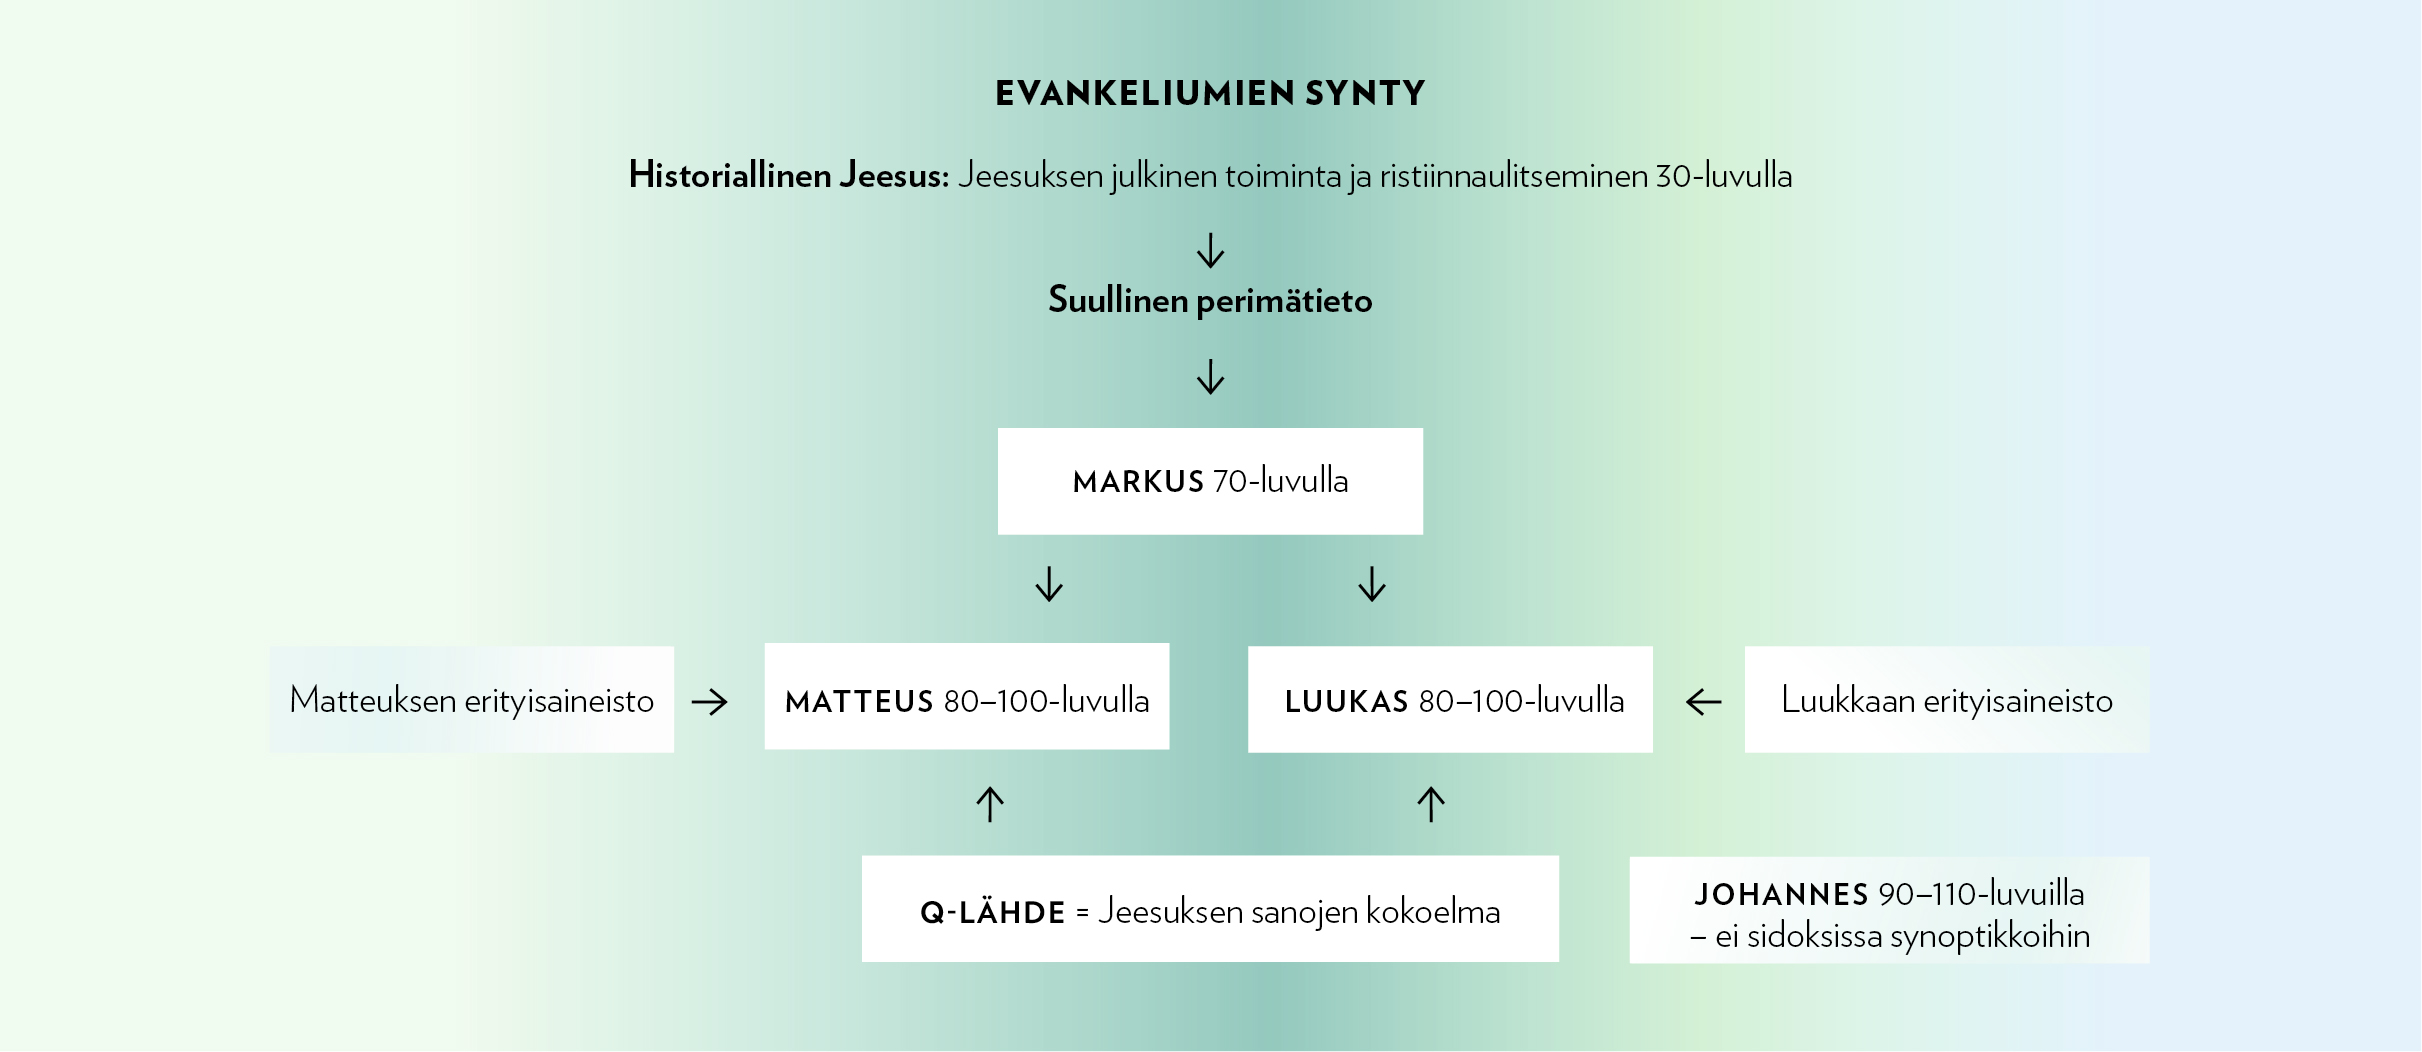 EVANKELIUMIEN SYNTY
Historiallinen Jeesus: Jeesuksen julkinen toiminta ja ristiinnaulitseminen 30-luvulla
Suullinen perimätieto
MARKUS 70-luvulla
Matteuksen erityisaineisto
MATTEUS 80–100-luvulla
LUUKAS 80–100-luvulla
Luukkaan erityisaineisto
Q-LÄHDE = Jeesuksen sanojen kokoelma
JOHANNES 90–110-luvuilla
– ei sidoksissa synoptikkoihin